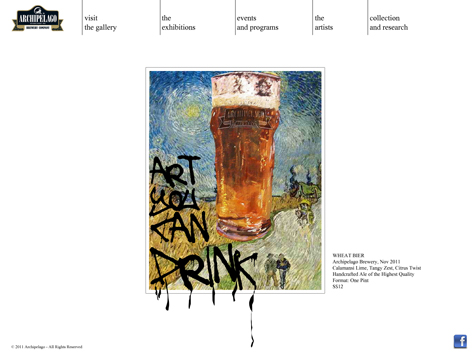 ARCHIPELAGO
visit
the gallery
the
exhibitions
events
and programs
the
artists
collection
and research
ARCHIPELAGO
ART
YOU
CAN
DRINK
WHEAT BIER
Archipelago Brewery, Nov 2011
Calamansi Lime, Tangy Zest, Citrus Twist
Handcrafted Ale of the Highest Quality
Format: One Pint
S$12
© 2011 Archipelago - All Rights Reserved
f